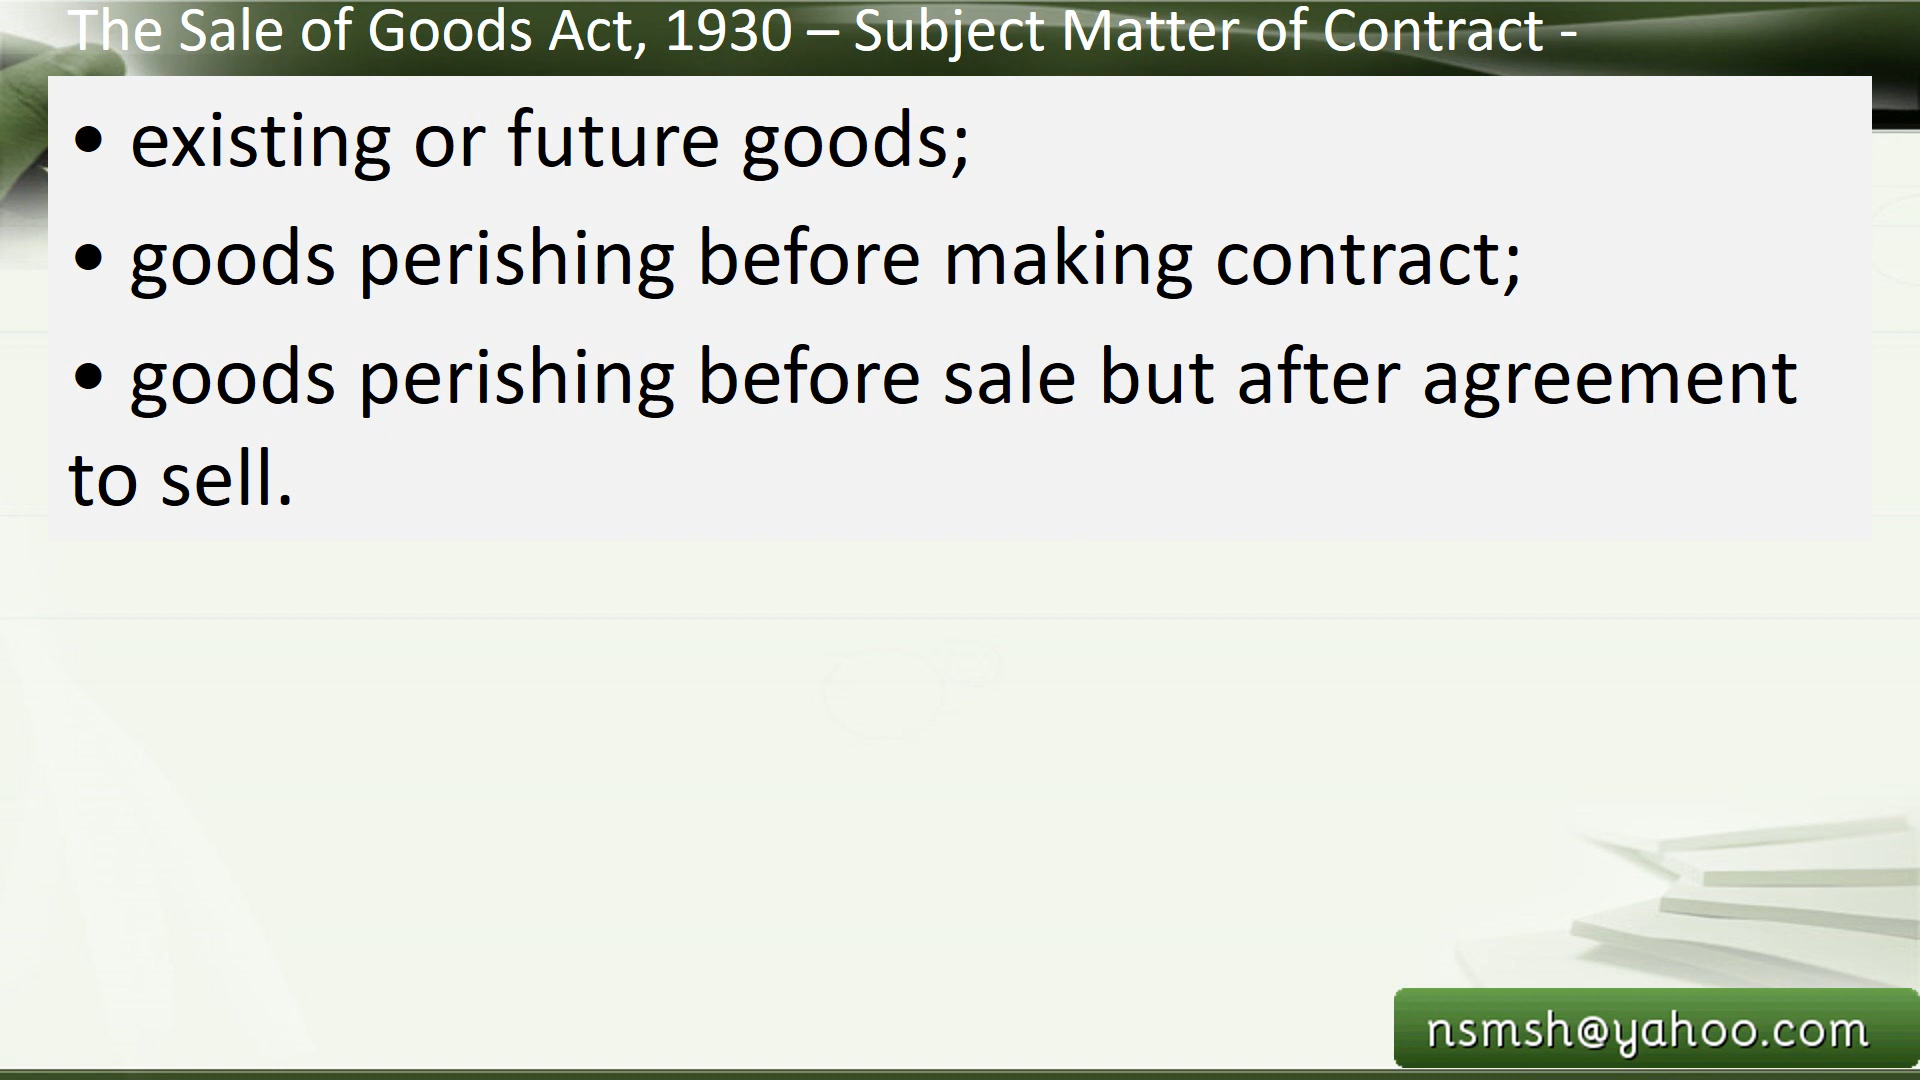 The Sale of Goods Act, 1930 – Subject Matter of Contract -
• existing or future goods;
• goods perishing before making contract;
• goods perishing before sale but after agreement
to sell.
nsmsh@yahoo.com